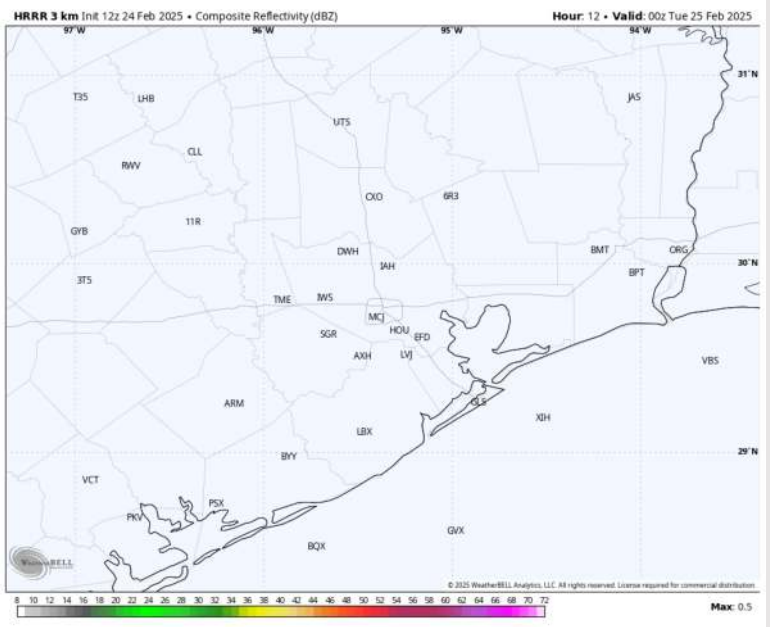 HRRR 3 km Init 12z 24 Feb 2025 • Composite Reflectivity (dBZ) Hour: 12 • Valid: 00z Tue 25 Feb 2025
97°W 96°W 95°W 94°W
31°N
T35 LHB JAS
UTS
CLL
RWV
CXO 6R3
11R
GYB
DWH BMT ORG
IAH 30°N
BPT
3T5
TME IWS
MCJ
SGR HOU
EFD
AXH LVJ
VBS
ARM GLS
XIH
LBX
BYY 29°N
VCT
PSX
PKV
GVX
BQX
WEATHERBELL
© 2025 WeatherBELL Analytics, LLC. All rights reserved. License required for commercial distribution.
8 10 12 14 16 18 20 22 24 26 28 30 32 34 36 38 40 42 44 46 48 50 52 54 56 58 60 62 64 66 68 70 72
Max: 0.5